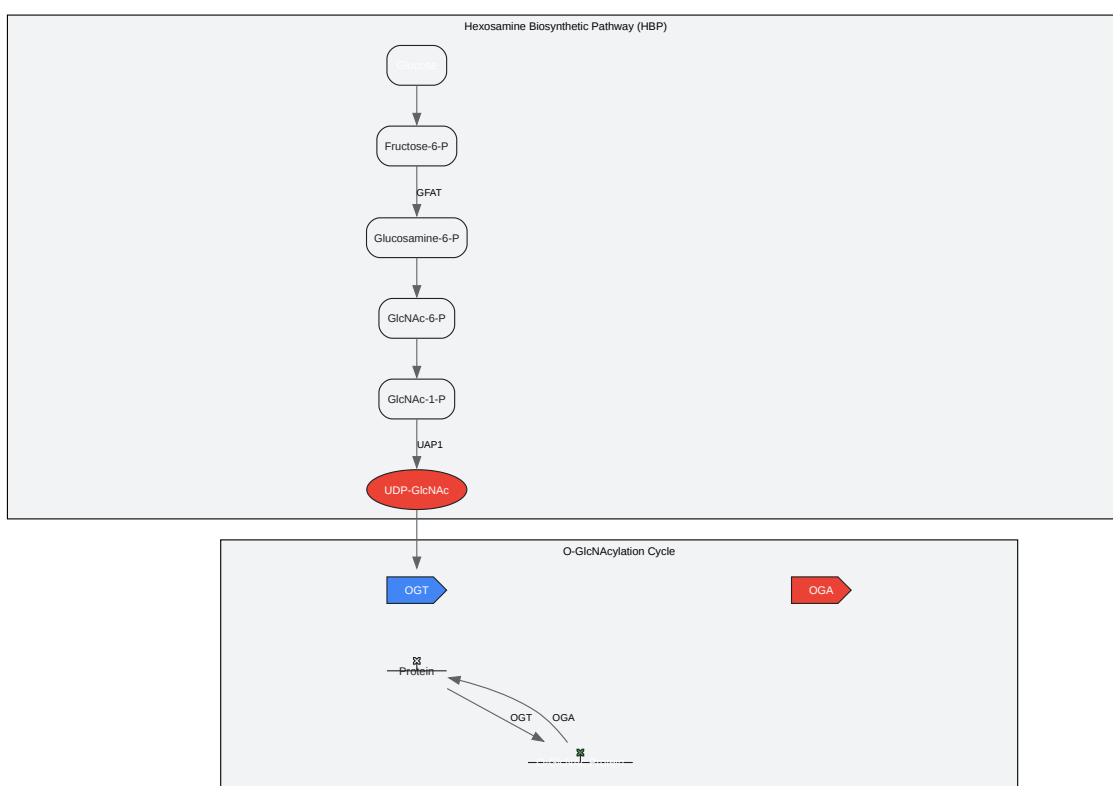 Hexosamine Biosynthetic Pathway (HBP)
Glucose
Fructose-6-P
GFAT
Glucosamine-6-P
GlcNAc-6-P
GlcNAc-1-P
UAP1
UDP-GlcNAc
O-GlcNAcylation Cycle
OGT
OGA
Protein
OGT
OGA